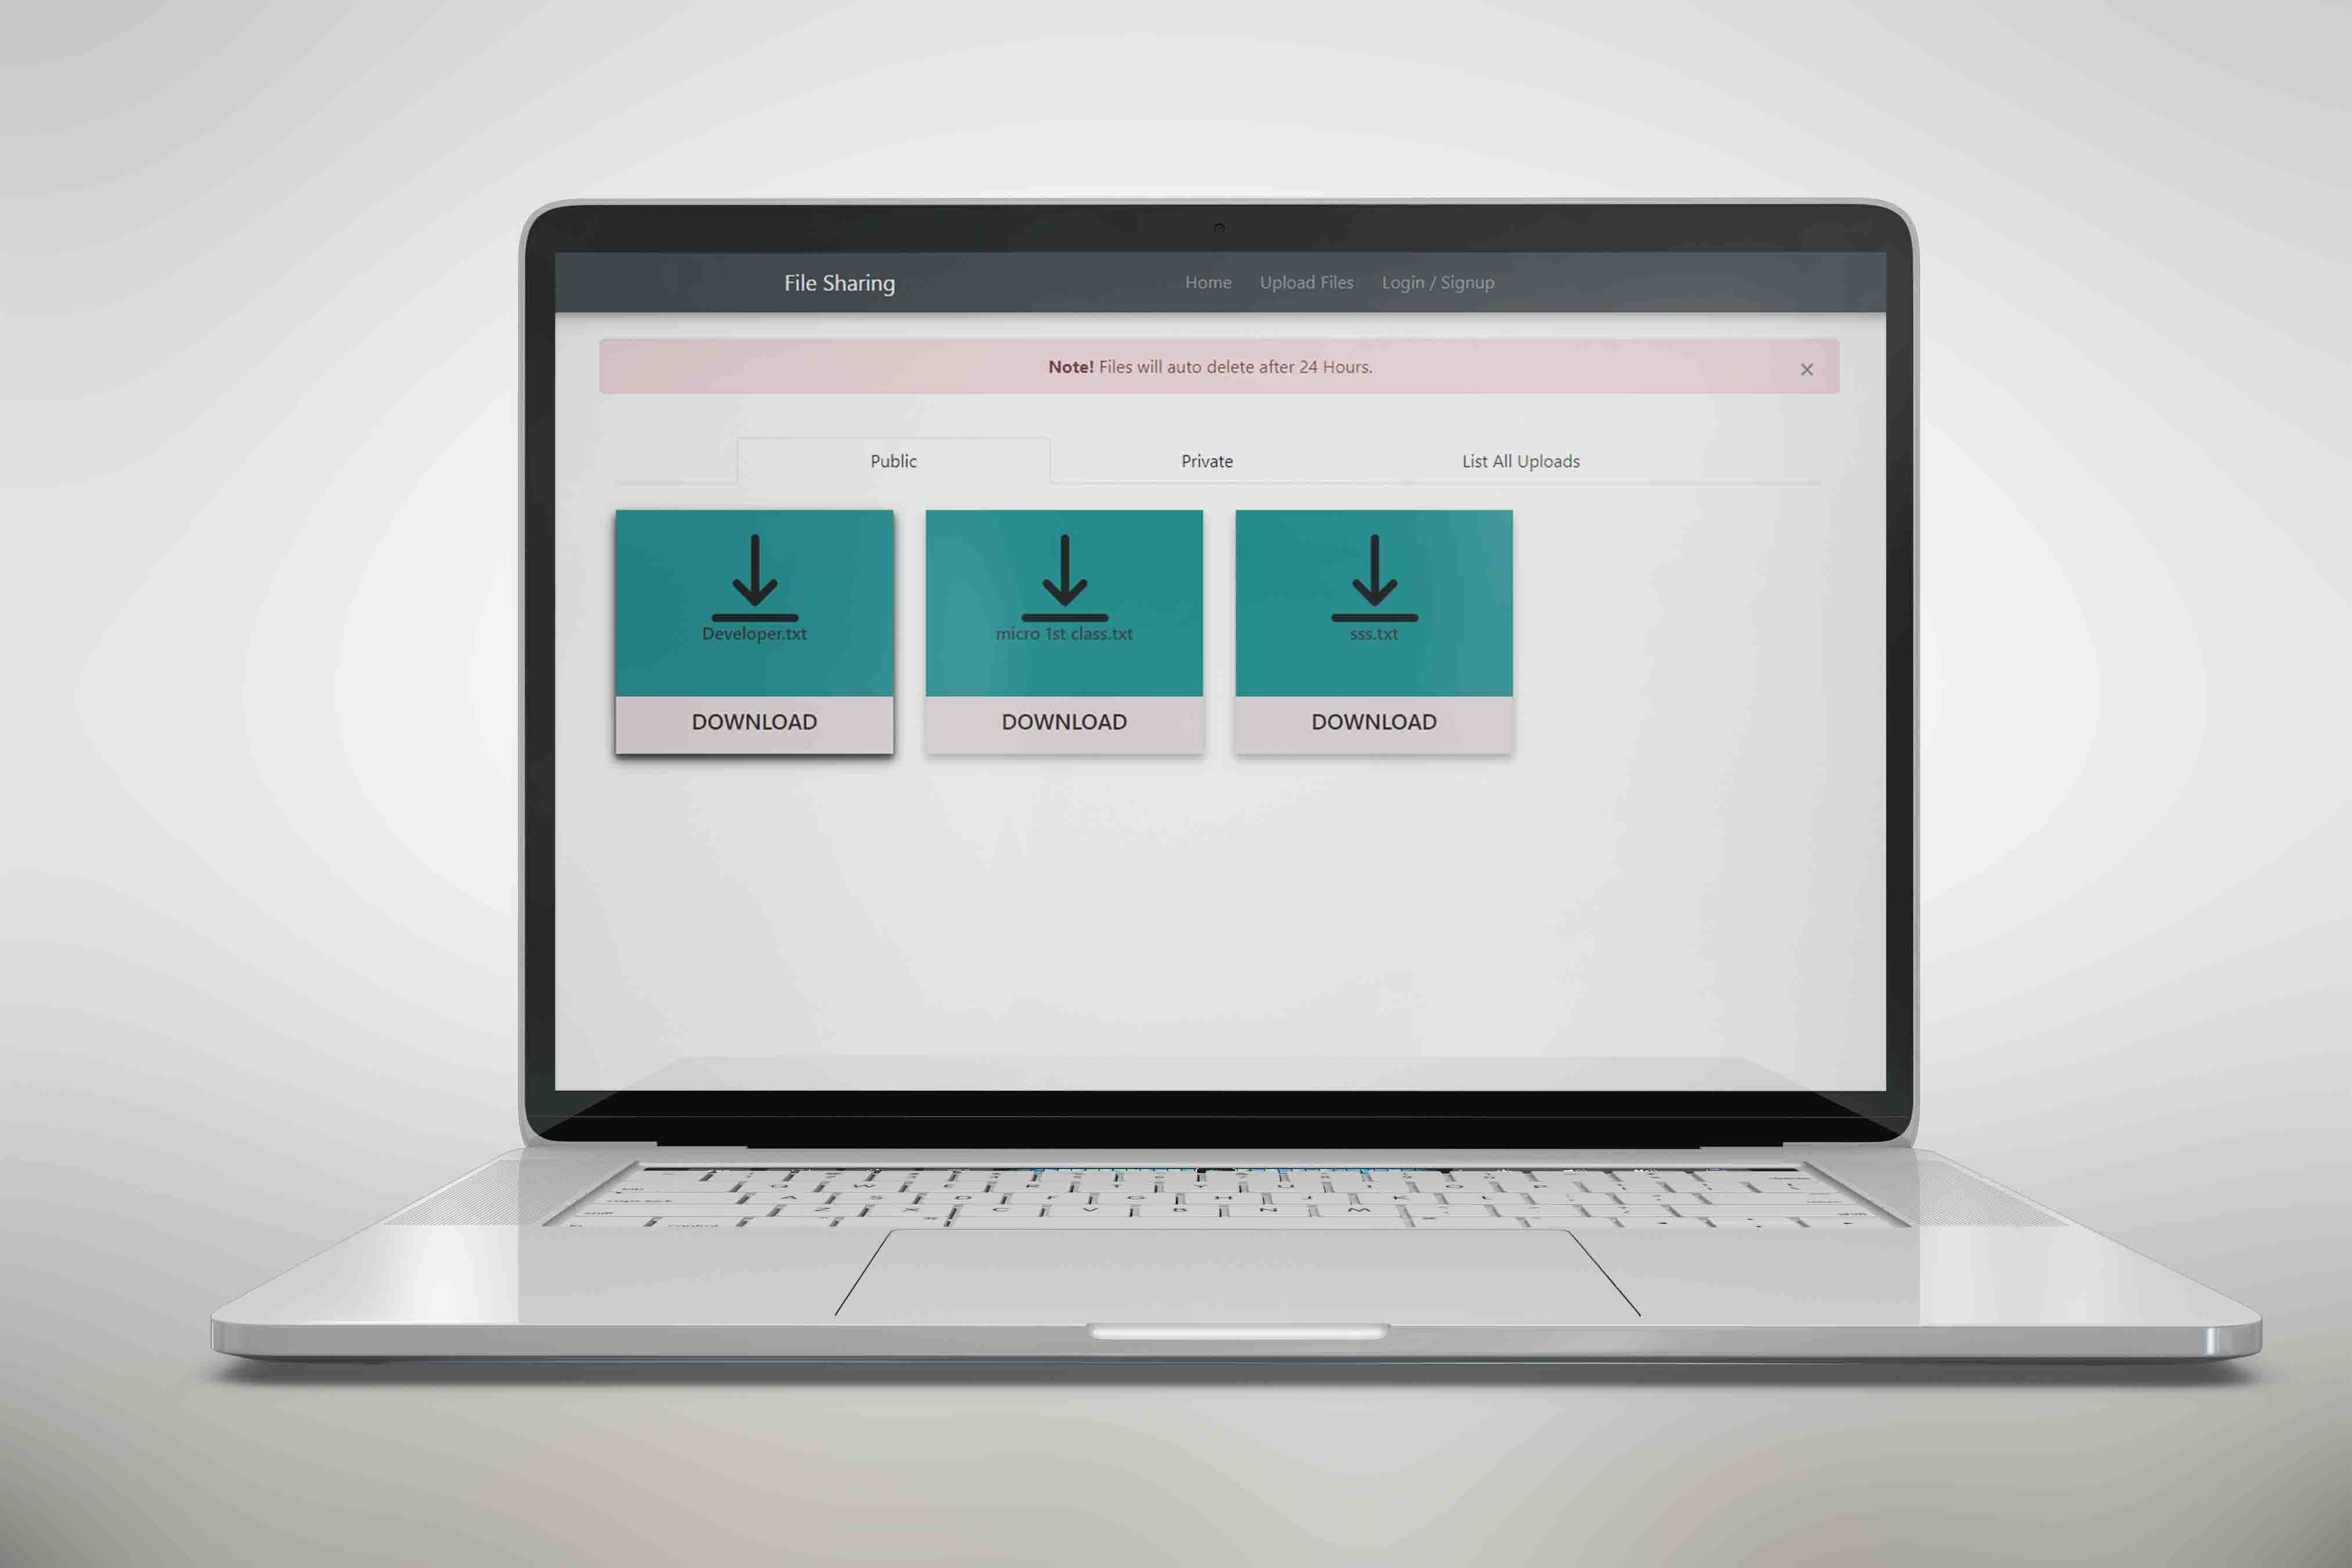 File Sharing
Home
Upload Files
Login / Signup
Note! Files will auto delete after 24 Hours.
×
Public
Private
List All Uploads
Developer.txt
micro 1st class.txt
sss.txt
DOWNLOAD
DOWNLOAD
DOWNLOAD
Q W E R T Y U I O P
A S D F G H J K L
Z X C V B N M